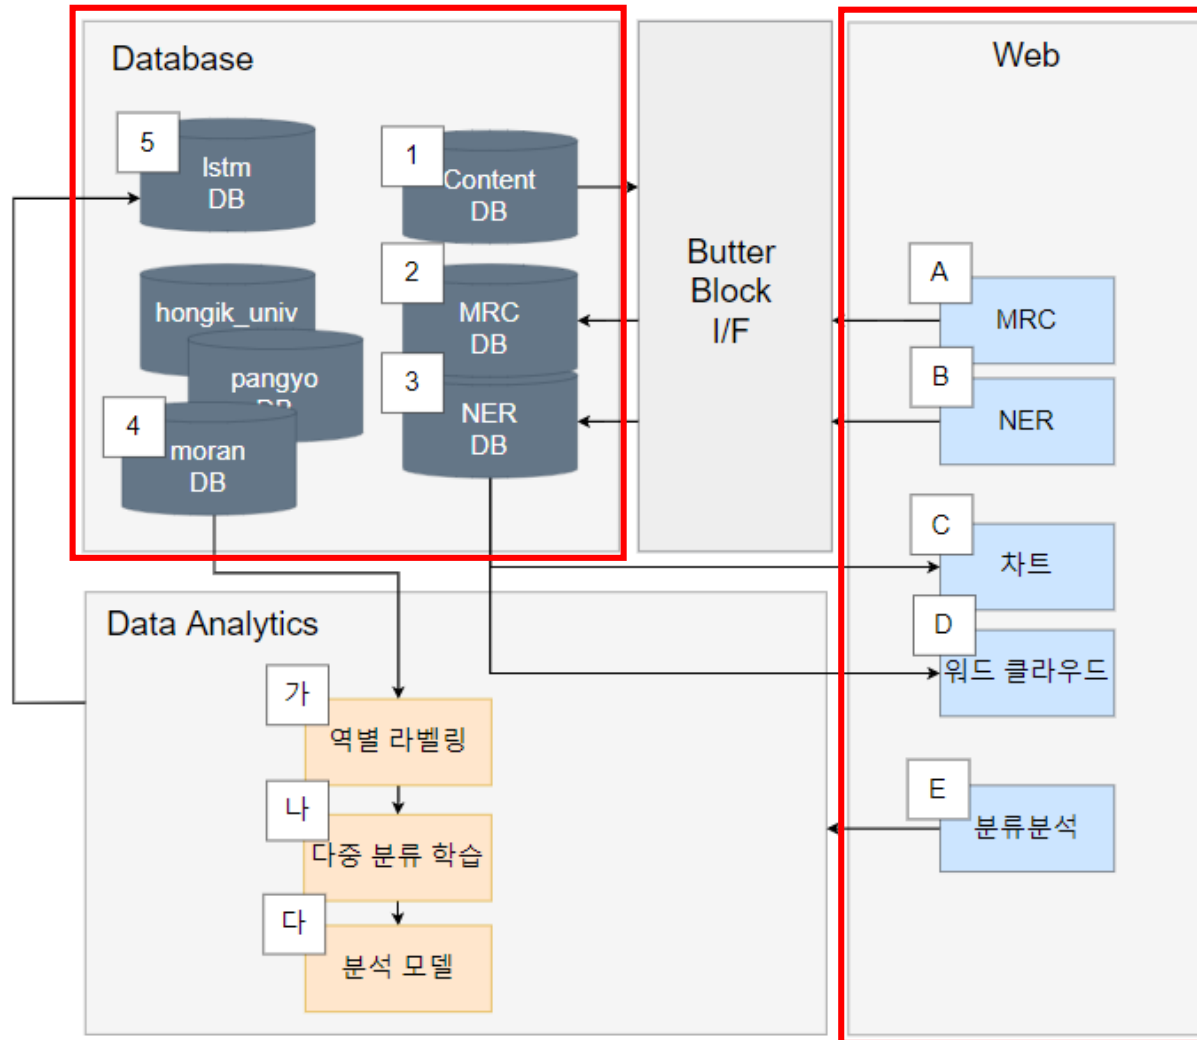 Database
5
lstm
DB
1
Content
DB
hongik_univ
2
MRC
DB
pangyo
DB
3
NER
DB
4
moran
DB
Butter
Block
I/F
Web
A
MRC
B
NER
C
차트
D
워드 클라우드
E
분류분석
Data Analytics
가
역별 라벨링
나
다중 분류 학습
다
분석 모델